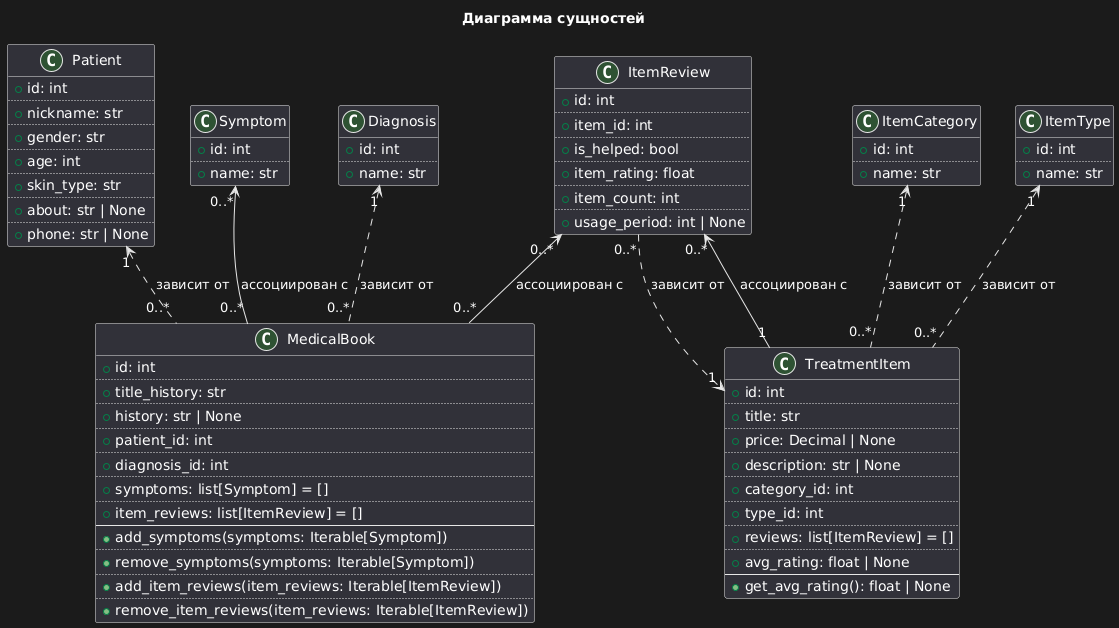 Диаграмма сущностей
C Patient
id: int
nickname: str
gender: str
age: int
skin_type: str
about: str | None
phone: str | None
C Symptom
id: int
name: str
C Diagnosis
id: int
name: str
C ItemReview
id: int
item_id: int
is_helped: bool
item_rating: float
item_count: int
usage_period: int | None
C ItemCategory
id: int
name: str
C ItemType
id: int
name: str
0..*
1
1
1
1
0..*
0..*
0..*
зависит от
ассоциирован с
зависит от
ассоциирован с
зависит от
ассоциирован с
зависит от
зависит от
0..*
0..*
0..*
0..*
1
0..*
0..*
1
C MedicalBook
id: int
title_history: str
history: str | None
patient_id: int
diagnosis_id: int
symptoms: list[Symptom] = []
item_reviews: list[ItemReview] = []
add_symptoms(symptoms: Iterable[Symptom])
remove_symptoms(symptoms: Iterable[Symptom])
add_item_reviews(item_reviews: Iterable[ItemReview])
remove_item_reviews(item_reviews: Iterable[ItemReview])
C TreatmentItem
id: int
title: str
price: Decimal | None
description: str | None
category_id: int
type_id: int
reviews: list[ItemReview] = []
avg_rating: float | None
get_avg_rating(): float | None